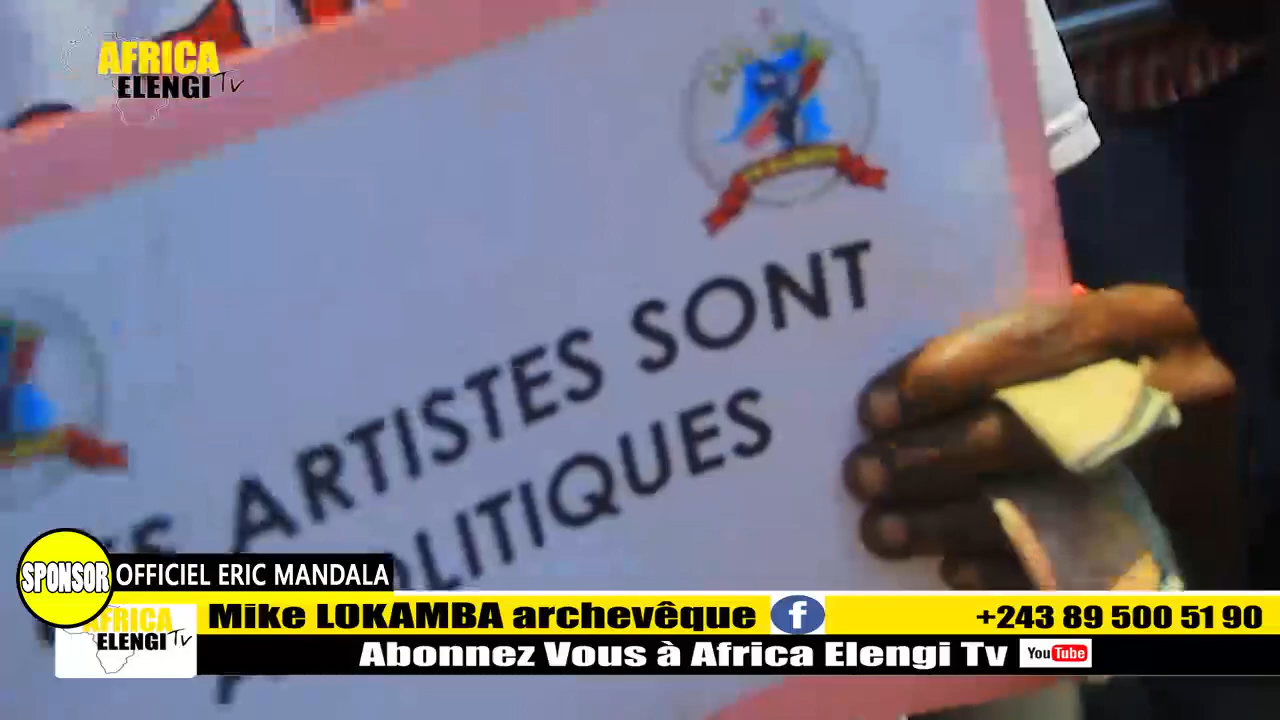 AFRICA
ELENGI Tv
ARTISTES SONT
SPONSOR OFFICIEL ERIC MANDALA
AFRICA
ELENGI Tv
Mike LOKAMBA archevêque
+243 89 500 51 90
Abonnez Vous à Africa Elengi Tv
YouTube